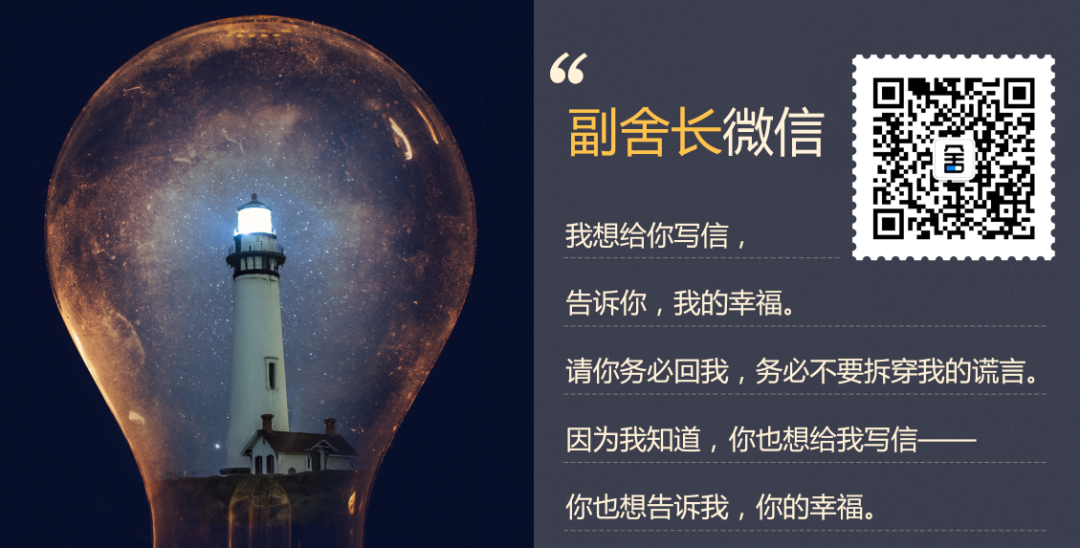 “
副舍长微信
我想给你写信，
告诉你，我的幸福。
请你务必回我，务必不要拆穿我的谎言。
因为我知道，你也想给我写信——
你也想告诉我，你的幸福。